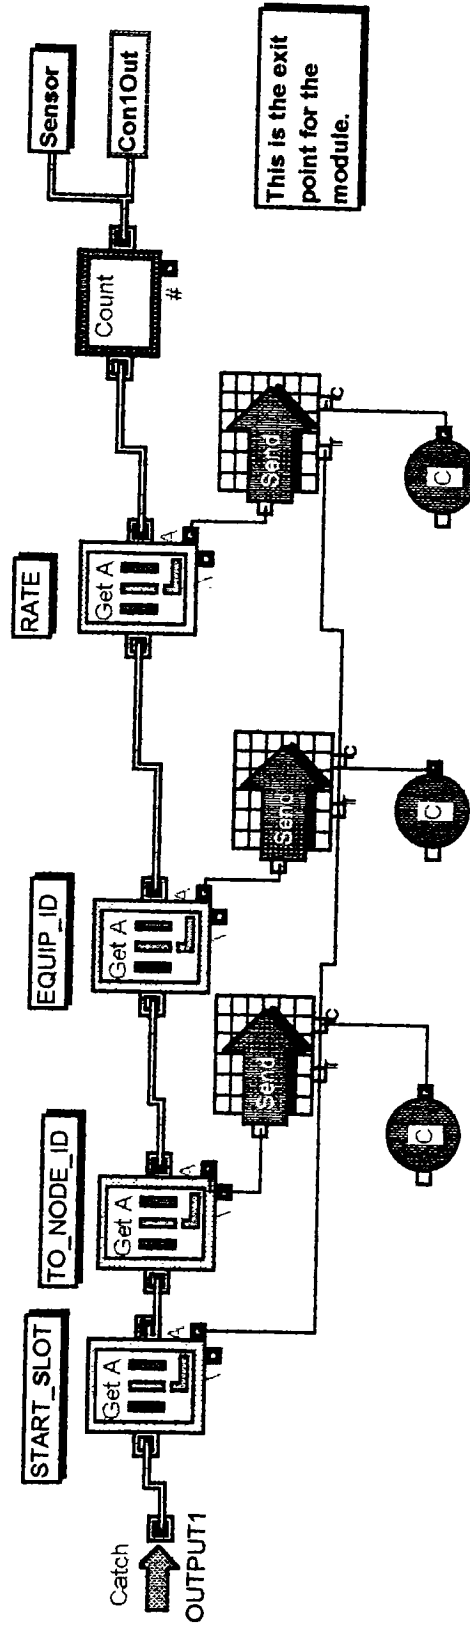 Catch
OUTPUT1
START_SLOT
Get A
A
TO_NODE_ID
Get A
A
EQUIP_ID
Get A
A
RATE
Get A
A
Count
#
Sensor
Con1Out
Send
T
C
C
Send
T
C
C
Send
T
C
C
This is the exit
point for the
module.